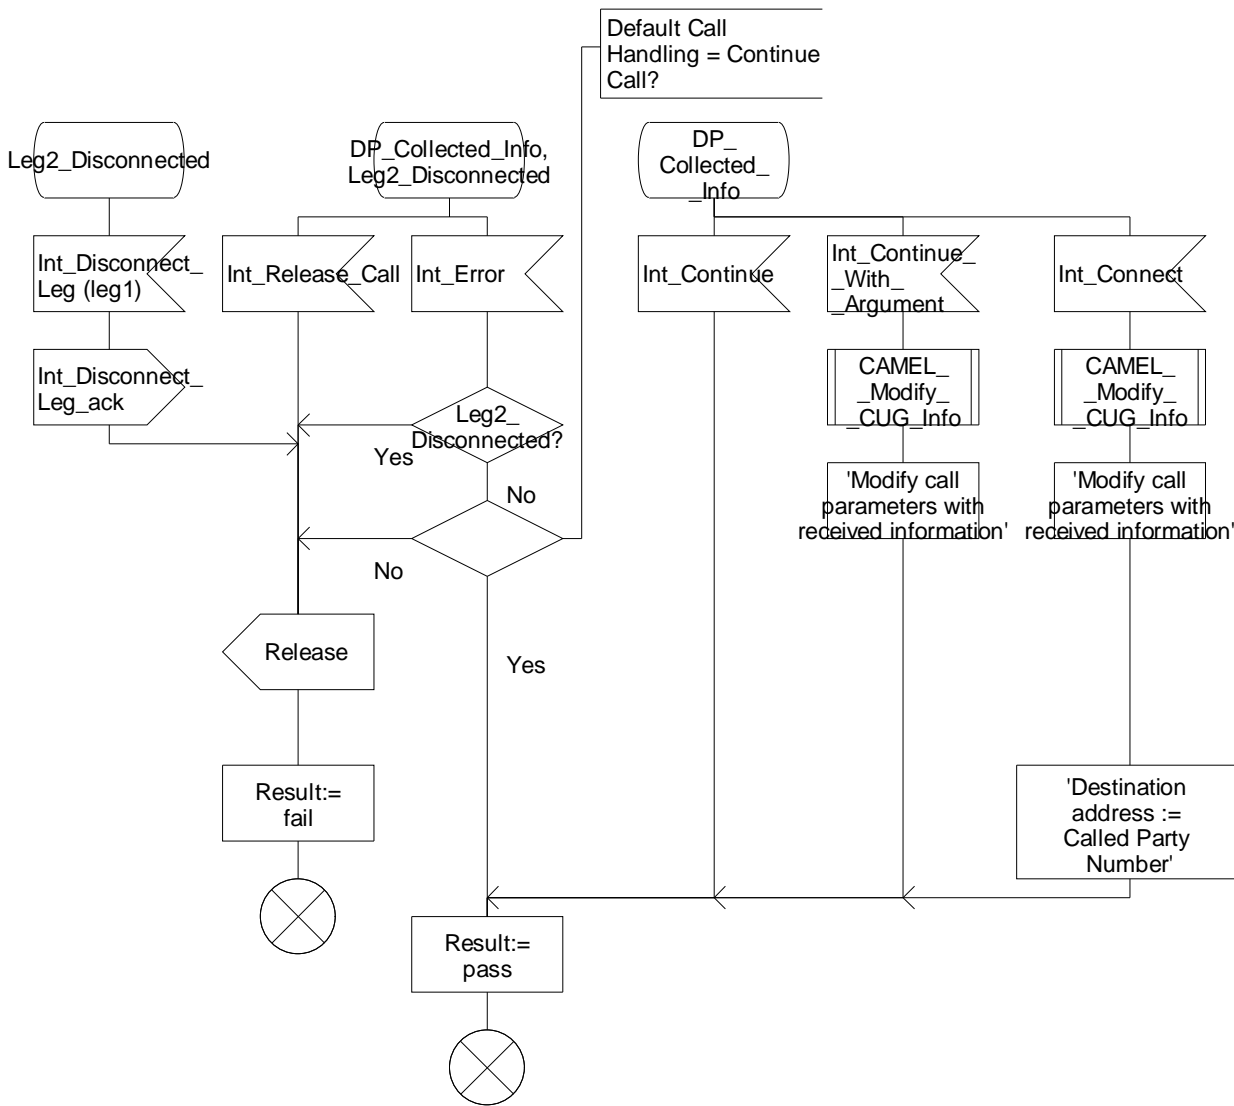 Default Call
Handling = Continue
Call?
Leg2_Disconnected
DP_Collected_Info,
Leg2_Disconnected
DP_
Collected_
_Info
Int_Disconnect_
Leg (leg1)
Int_Release_Call
Int_Error
Int_Continue
Int_Continue_
_With_
_Argument
Int_Connect
Int_Disconnect_
Leg_ack
Leg2_
Disconnected?
CAMEL_
_Modify_
_CUG_Info
CAMEL_
_Modify_
_CUG_Info
Yes
No
'Modify call
parameters with
received information'
'Modify call
parameters with
received information'
No
Release
Yes
Result:=
fail
'Destination
address :=
Called Party
Number'
Result:=
pass